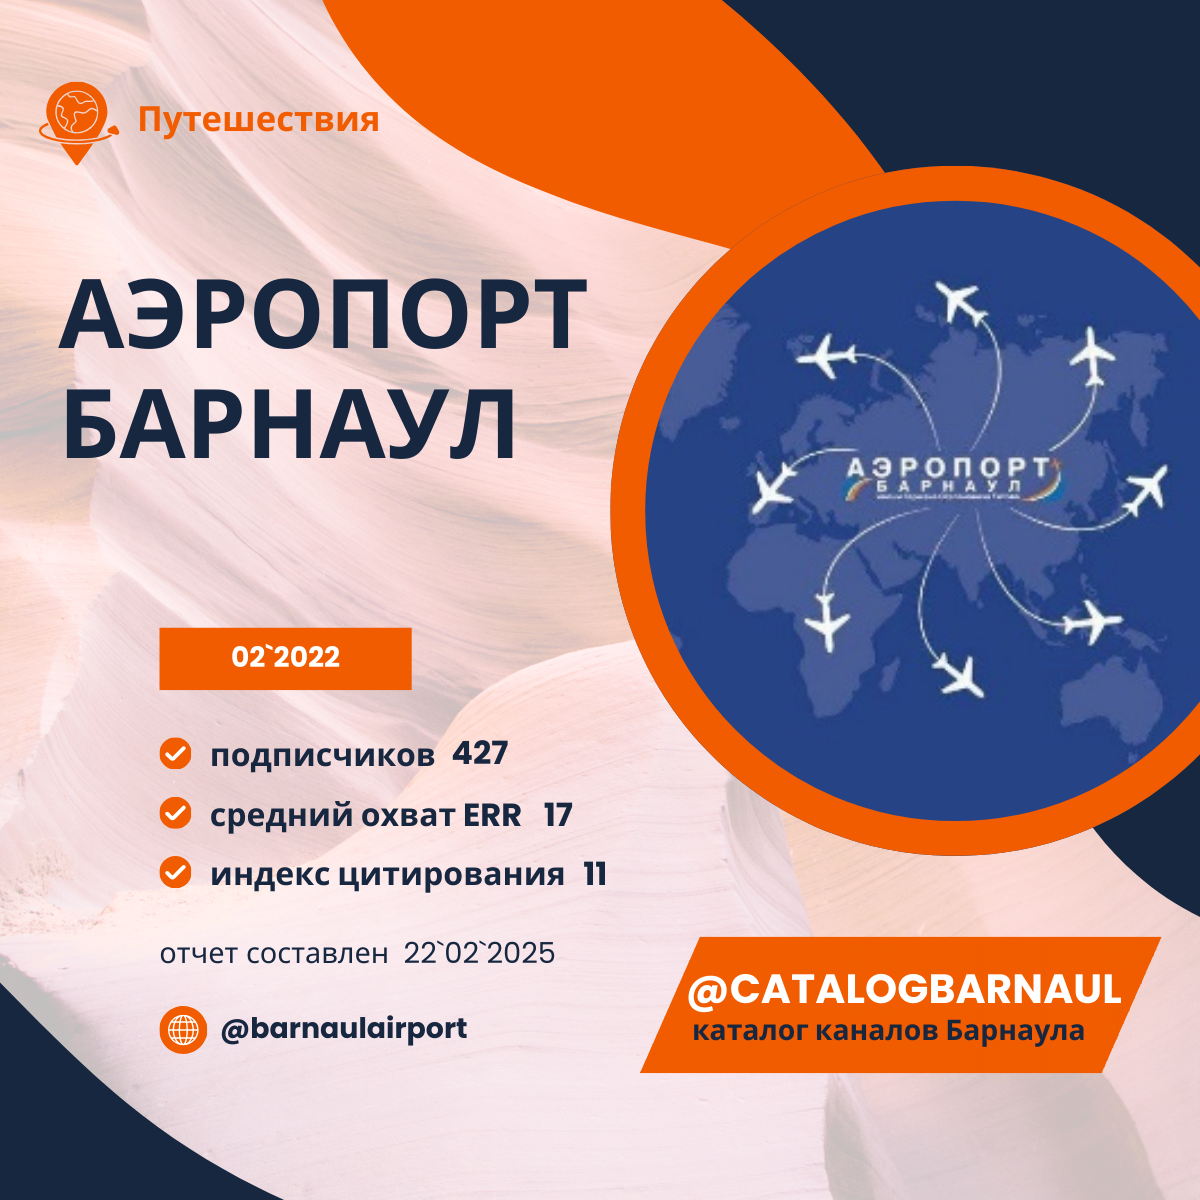 Путешествия
АЭРОПОРТ
БАРНАУЛ
АЭРОПОРТ
БАРНАУЛ
02`2022
подписчиков 427
средний охват ERR 17
индекс цитирования 11
отчет составлен 22`02`2025
@barnaulairport
@CATALOGBARNAUL
каталог каналов Барнаула